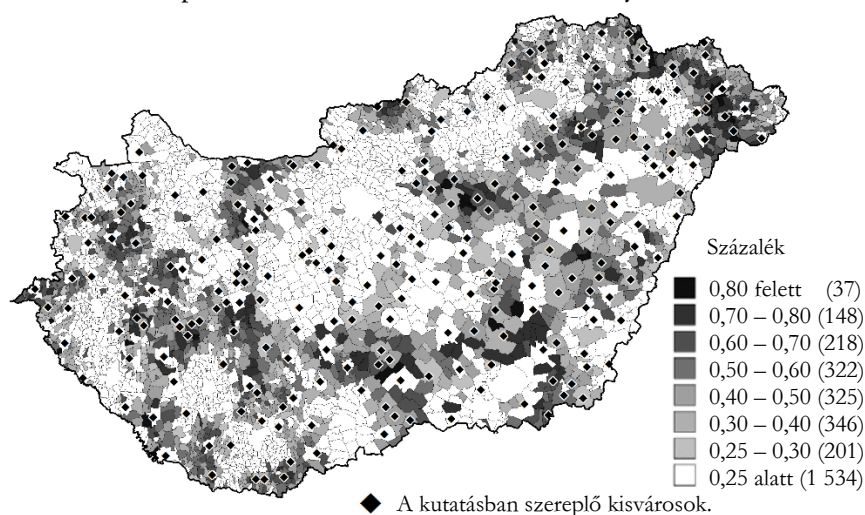 Százalék
0,80 felett (37)
0,70 – 0,80 (148)
0,60 – 0,70 (218)
0,50 – 0,60 (322)
0,40 – 0,50 (325)
0,30 – 0,40 (346)
0,25 – 0,30 (201)
0,25 alatt (1 534)
A kutatásban szereplő kisvárosok.